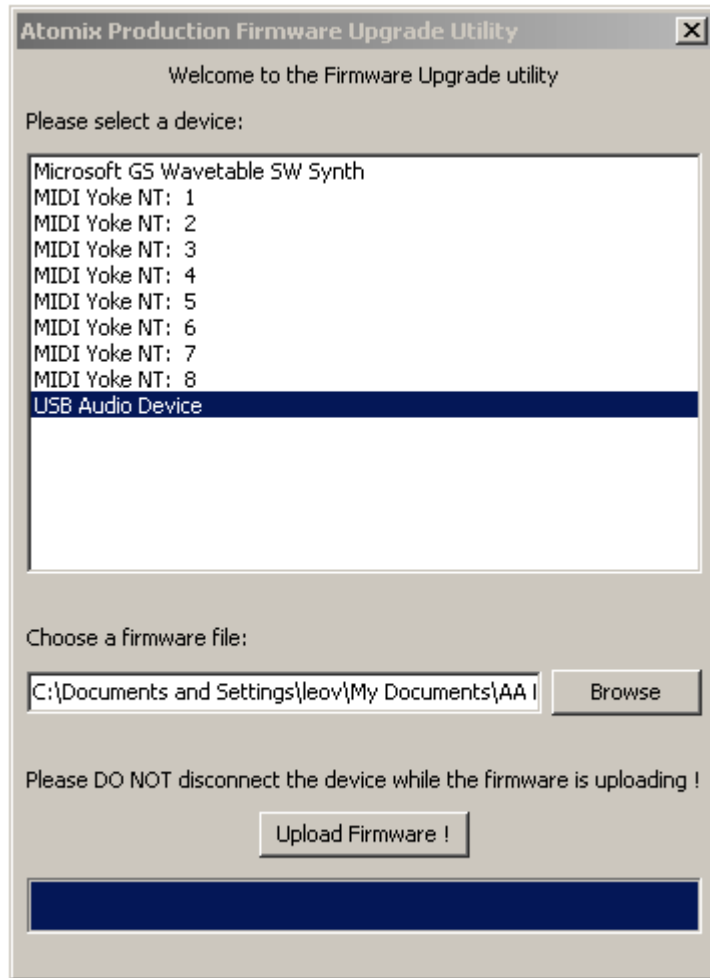 Atomix Production Firmware Upgrade Utility
Welcome to the Firmware Upgrade utility
Please select a device:
Microsoft GS Wavetable SW Synth
MIDI Yoke NT:  1
MIDI Yoke NT:  2
MIDI Yoke NT:  3
MIDI Yoke NT:  4
MIDI Yoke NT:  5
MIDI Yoke NT:  6
MIDI Yoke NT:  7
MIDI Yoke NT:  8
USB Audio Device
Choose a firmware file:
C:\Documents and Settings\leov\My Documents\AA Browse
Please DO NOT disconnect the device while the firmware is uploading !
Upload Firmware !